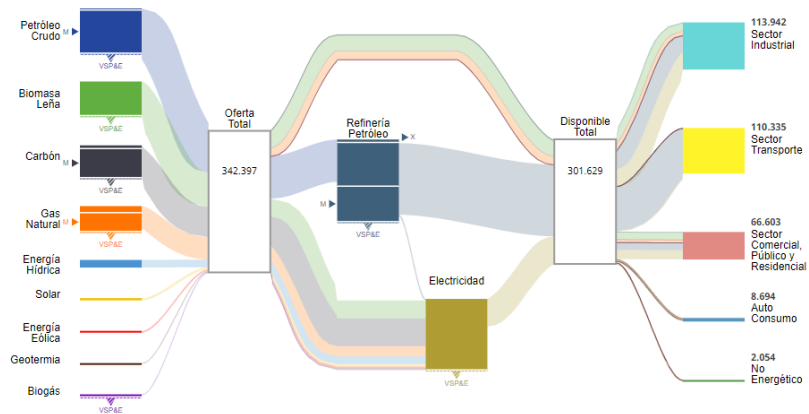 Petróleo
Crudo
M
VSP&E
Biomasa
Leña
VSP&E
Carbón
M
VSP&E
Gas
Natural
M
VSP&E
Energía
Hídrica
Solar
Energía
Eólica
Geotermia
Biogás
VSP&E
Oferta
Total
342.397
Refinería
Petróleo
X
M
VSP&E
Electricidad
VSP&E
Disponible
Total
301.629
113.942
Sector
Industrial
110.335
Sector
Transporte
66.603
Sector
Comercial,
Público y
Residencial
8.694
Auto
Consumo
2.054
No
Energético